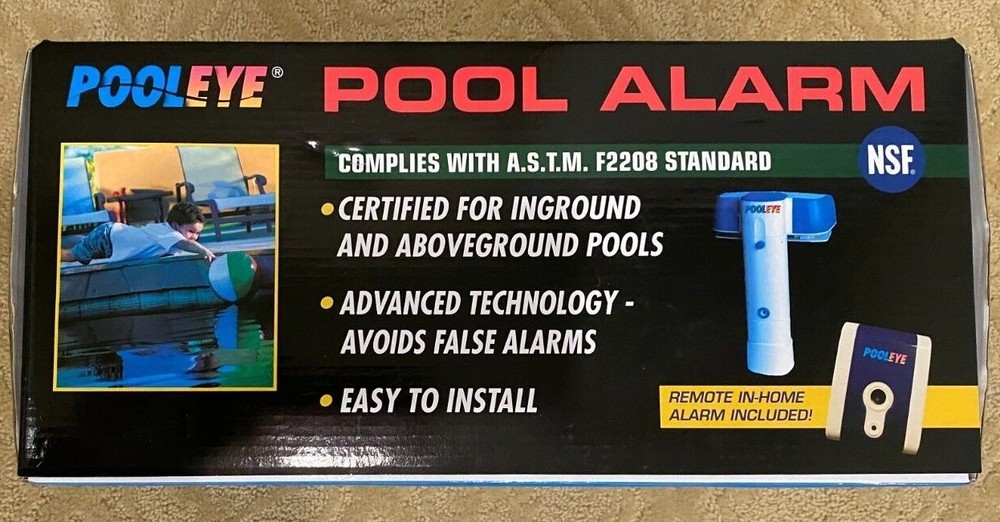 POOLEYE®
POOL ALARM
COMPLIES WITH A.S.T.M. F2208 STANDARD
NSF.
• CERTIFIED FOR INGROUND
AND ABOVEGROUND POOLS
• ADVANCED TECHNOLOGY -
AVOIDS FALSE ALARMS
• EASY TO INSTALL
POOLEYE
POOLEYE
REMOTE IN-HOME
ALARM INCLUDED!